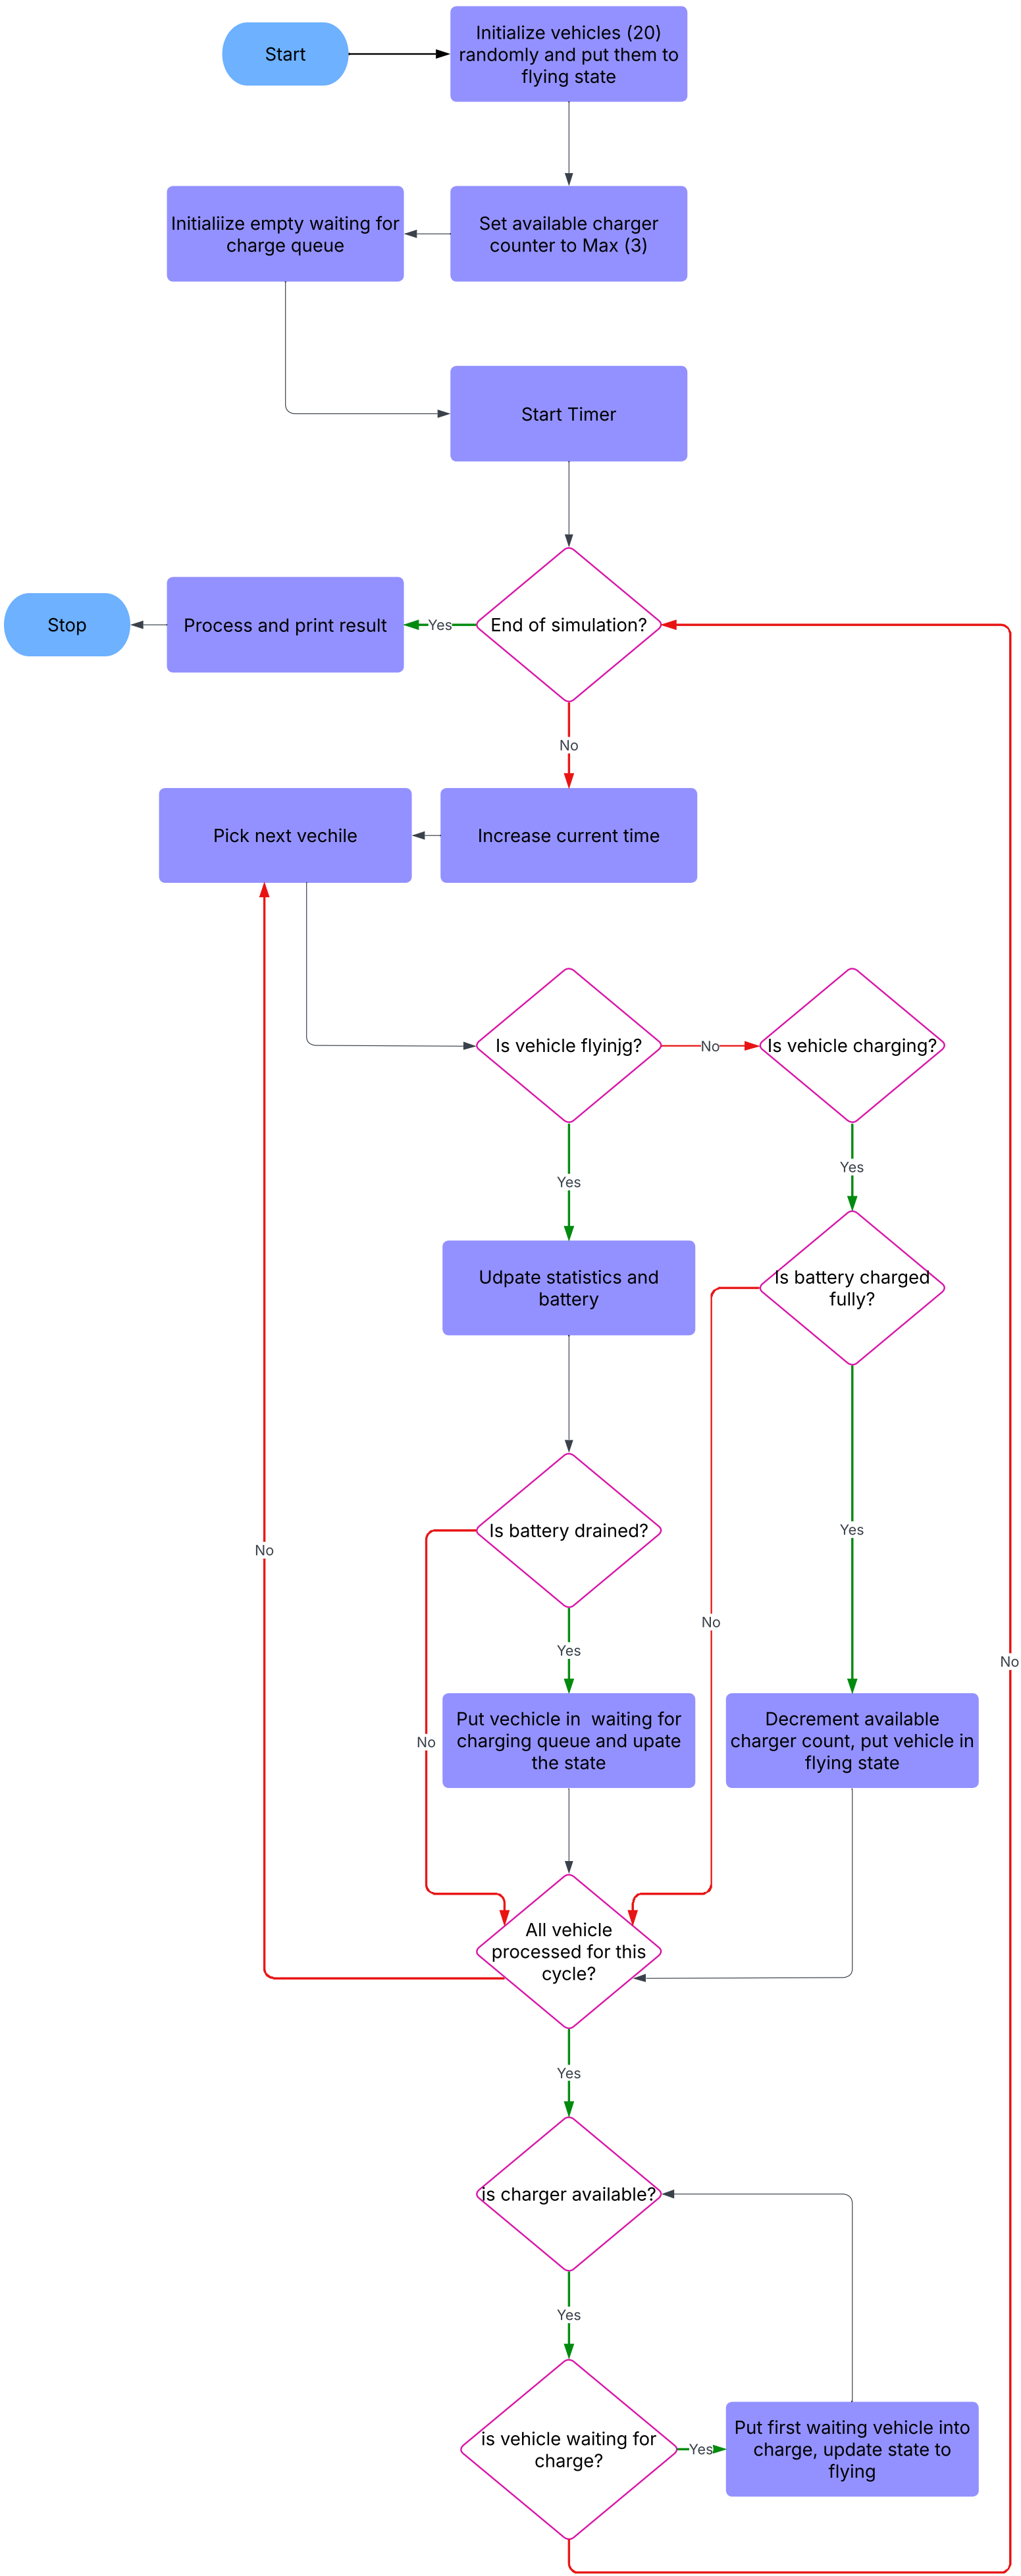 Start
Initialize vehicles (20)
randomly and put them to
flying state
Initialiize empty waiting for
charge queue
Set available charger
counter to Max (3)
Start Timer
Stop
Process and print result
Yes
End of simulation?
No
Pick next vechile
Increase current time
Is vehicle flyinjg?
No
Is vehicle charging?
Yes
Yes
Udpate statistics and
battery
Is battery charged
fully?
Is battery drained?
Yes
No
No
Yes
No
No
Put vechicle in  waiting for
charging queue and upate
the state
Decrement available
charger count, put vehicle in
flying state
No
All vehicle
processed for this
cycle?
Yes
is charger available?
Yes
is vehicle waiting for
charge?
Yes
Put first waiting vehicle into
charge, update state to
flying